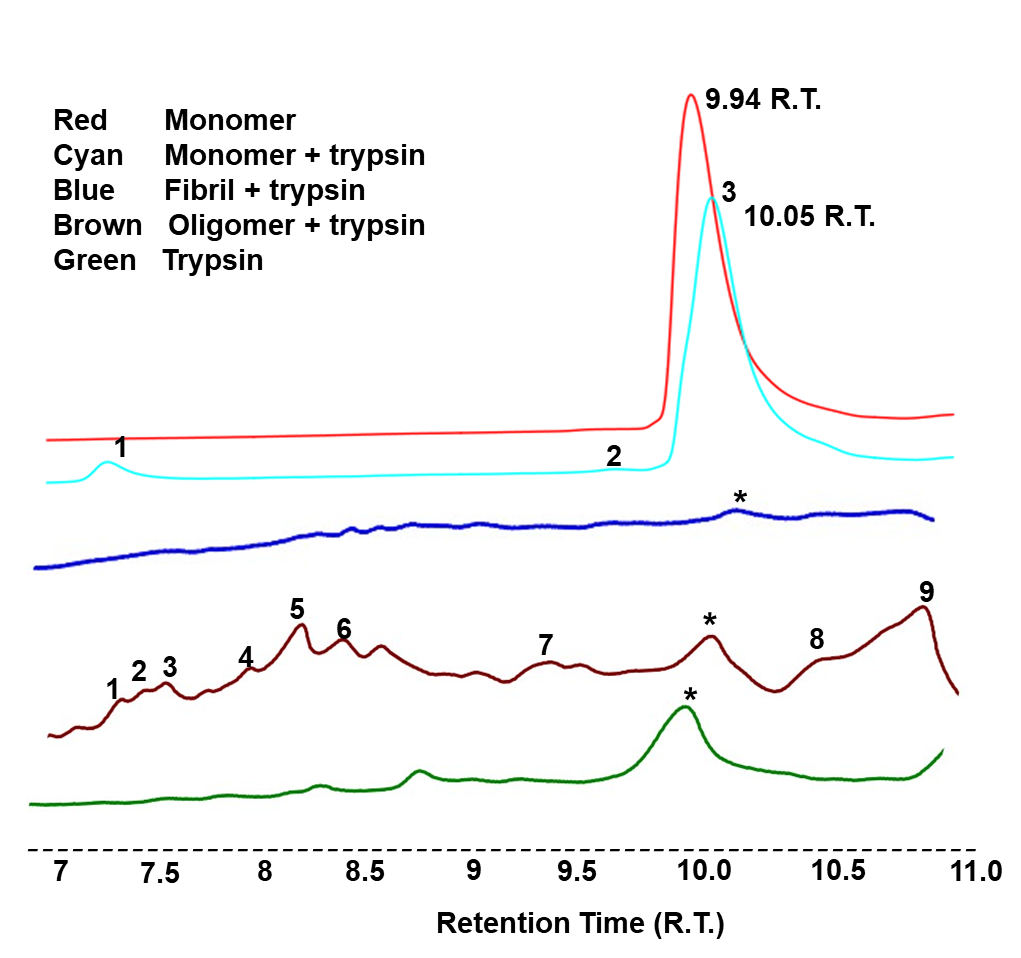 9.94 R.T.
Red Monomer
Cyan Monomer + trypsin
Blue Fibril + trypsin
Brown Oligomer + trypsin
Green Trypsin
3
10.05 R.T.
1
2
*
1 2 3 4 5 6 7 * 8 9
*
7 7.5 8 8.5 9 9.5 10.0 10.5 11.0
Retention Time (R.T.)